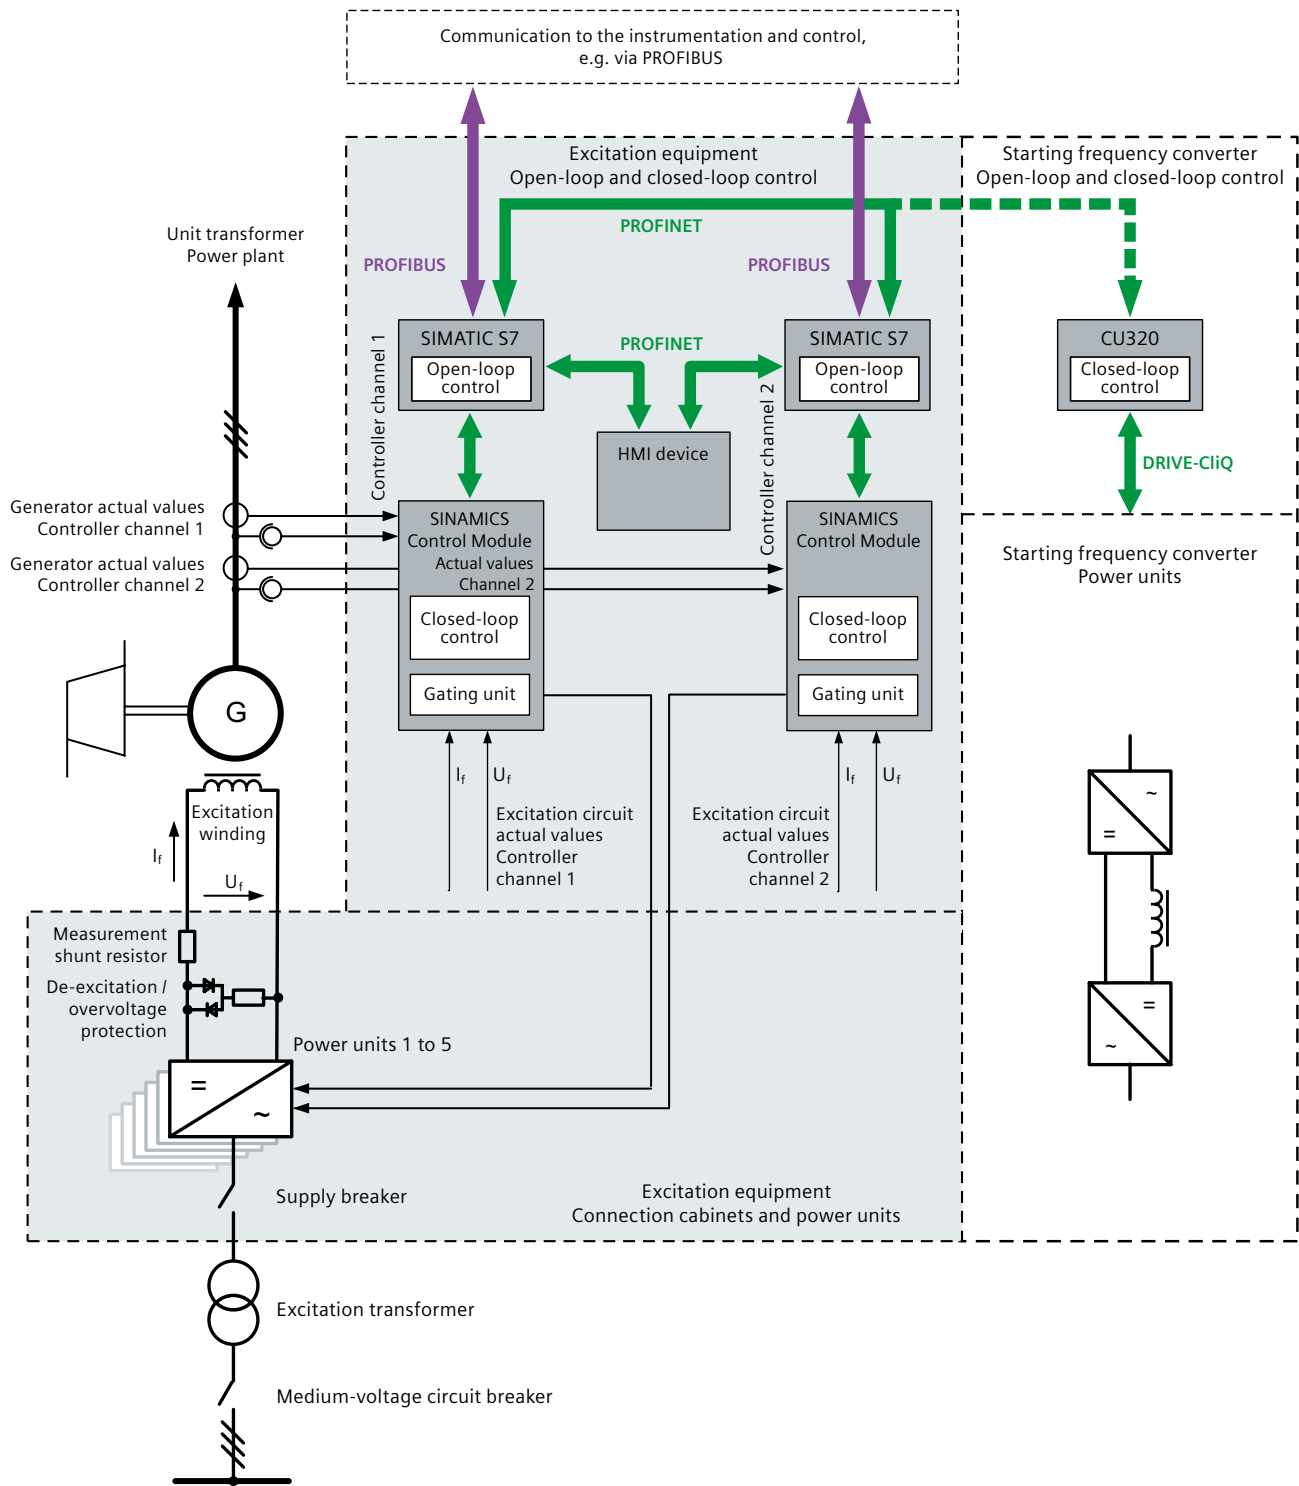 Communication to the instrumentation and control,
e.g. via PROFIBUS
Excitation equipment
Open-loop and closed-loop control
Starting frequency converter
Open-loop and closed-loop control
PROFINET
Unit transformer
Power plant
PROFIBUS
PROFIBUS
Controller channel 1
SIMATIC S7
Open-loop
control
PROFINET
HMI device
Controller channel 2
SIMATIC S7
Open-loop
control
CU320
Closed-loop
control
DRIVE-CliQ
Generator actual values
Controller channel 1
Generator actual values
Controller channel 2
SINAMICS
Control Module
Actual values
Channel 2
Closed-loop
control
Gating unit
SINAMICS
Control Module
Closed-loop
control
Gating unit
Starting frequency converter
Power units
G
If
Uf
Excitation circuit
actual values
Controller
channel 1
If
Uf
Excitation circuit
actual values
Controller
channel 2
Excitation
winding
If
Uf
~
=
=
~
Measurement
shunt resistor
De-excitation /
overvoltage
protection
Power units 1 to 5
=
~
Supply breaker
Excitation equipment
Connection cabinets and power units
Excitation transformer
Medium-voltage circuit breaker